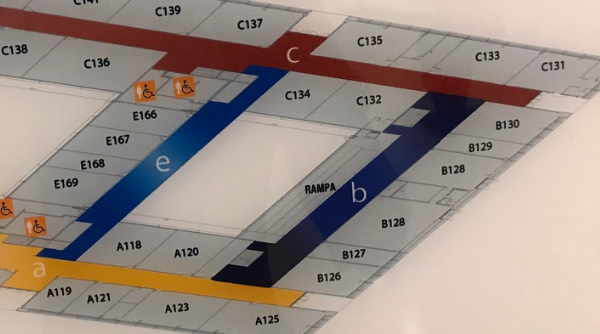 C141
C139
C137
C138
C136
C135
C133
C131
c
C134
C132
E166
E167
E168
E169
e
B130
B129
B128
RAMPA
b
B128
B127
B126
A118
A120
a
A119
A121
A123
A125